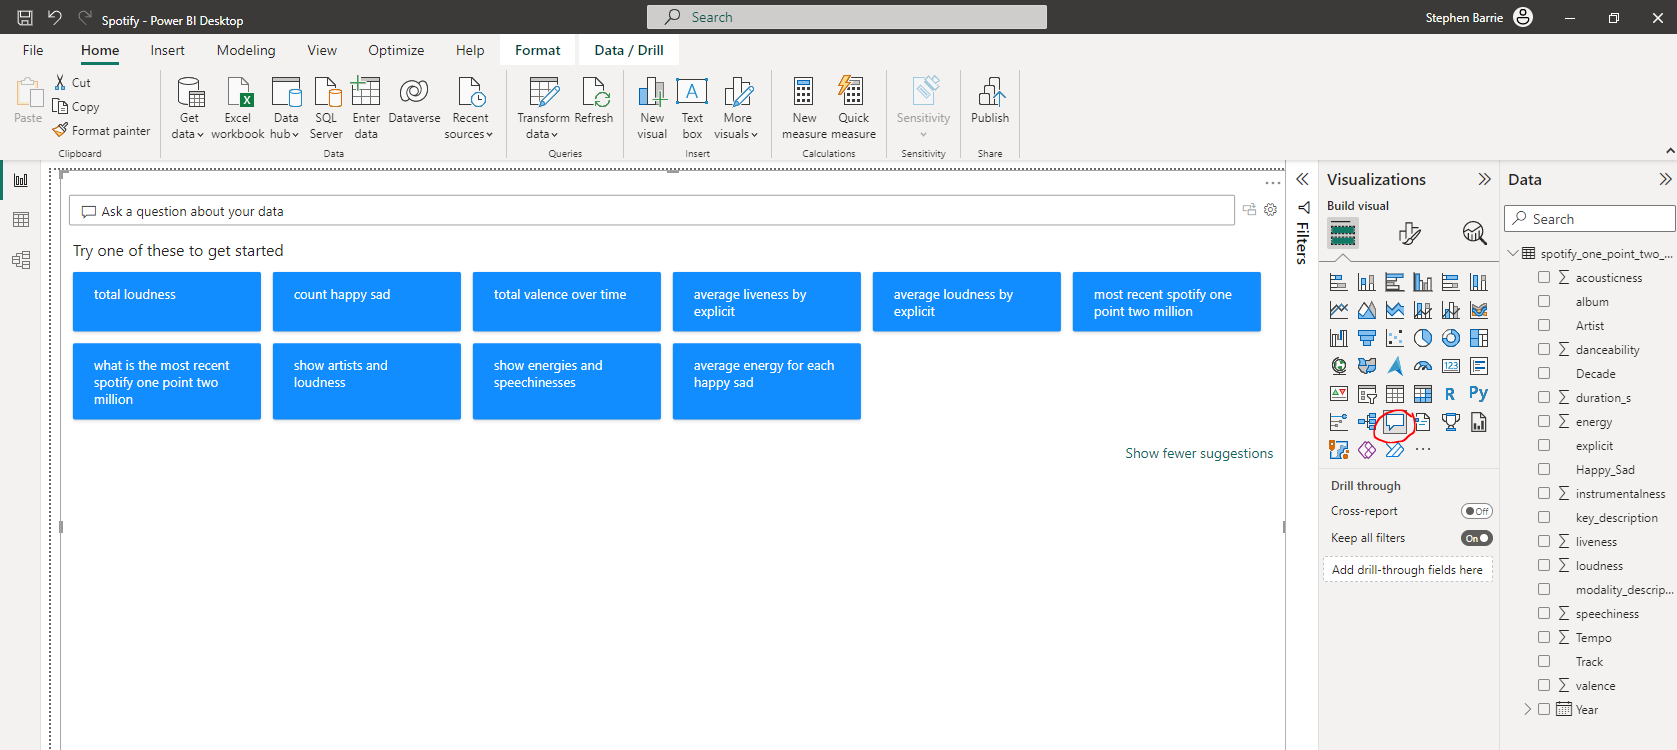 Spotify - Power BI Desktop
Search
Stephen Barrie
File
Home
Insert
Modeling
View
Optimize
Help
Format
Data / Drill
Paste
Cut
Copy
Format painter
Clipboard
Get data
Excel workbook
Data hub
SQL Server
Enter data
Dataverse
Recent sources
Data
Transform data
Refresh
Queries
New visual
Text box
More visuals
Insert
New measure
Quick measure
Calculations
Sensitivity
Sensitivity
Publish
Share
Ask a question about your data
Try one of these to get started
total loudness
count happy sad
total valence over time
average liveness by
explicit
average loudness by
explicit
most recent spotify one
point two million
what is the most recent
spotify one point two
million
show artists and
loudness
show energies and
speechinesses
average energy for each
happy sad
Show fewer suggestions
Filters
Visualizations
Build visual
123
R
Py
Drill through
Cross-report
Off
Keep all filters
On
Add drill-through fields here
Data
Search
spotify_one_point_two_...
acousticness
album
Artist
danceability
Decade
duration_s
energy
explicit
Happy_Sad
instrumentalness
key_description
liveness
loudness
modality_descrip...
speechiness
Tempo
Track
valence
Year